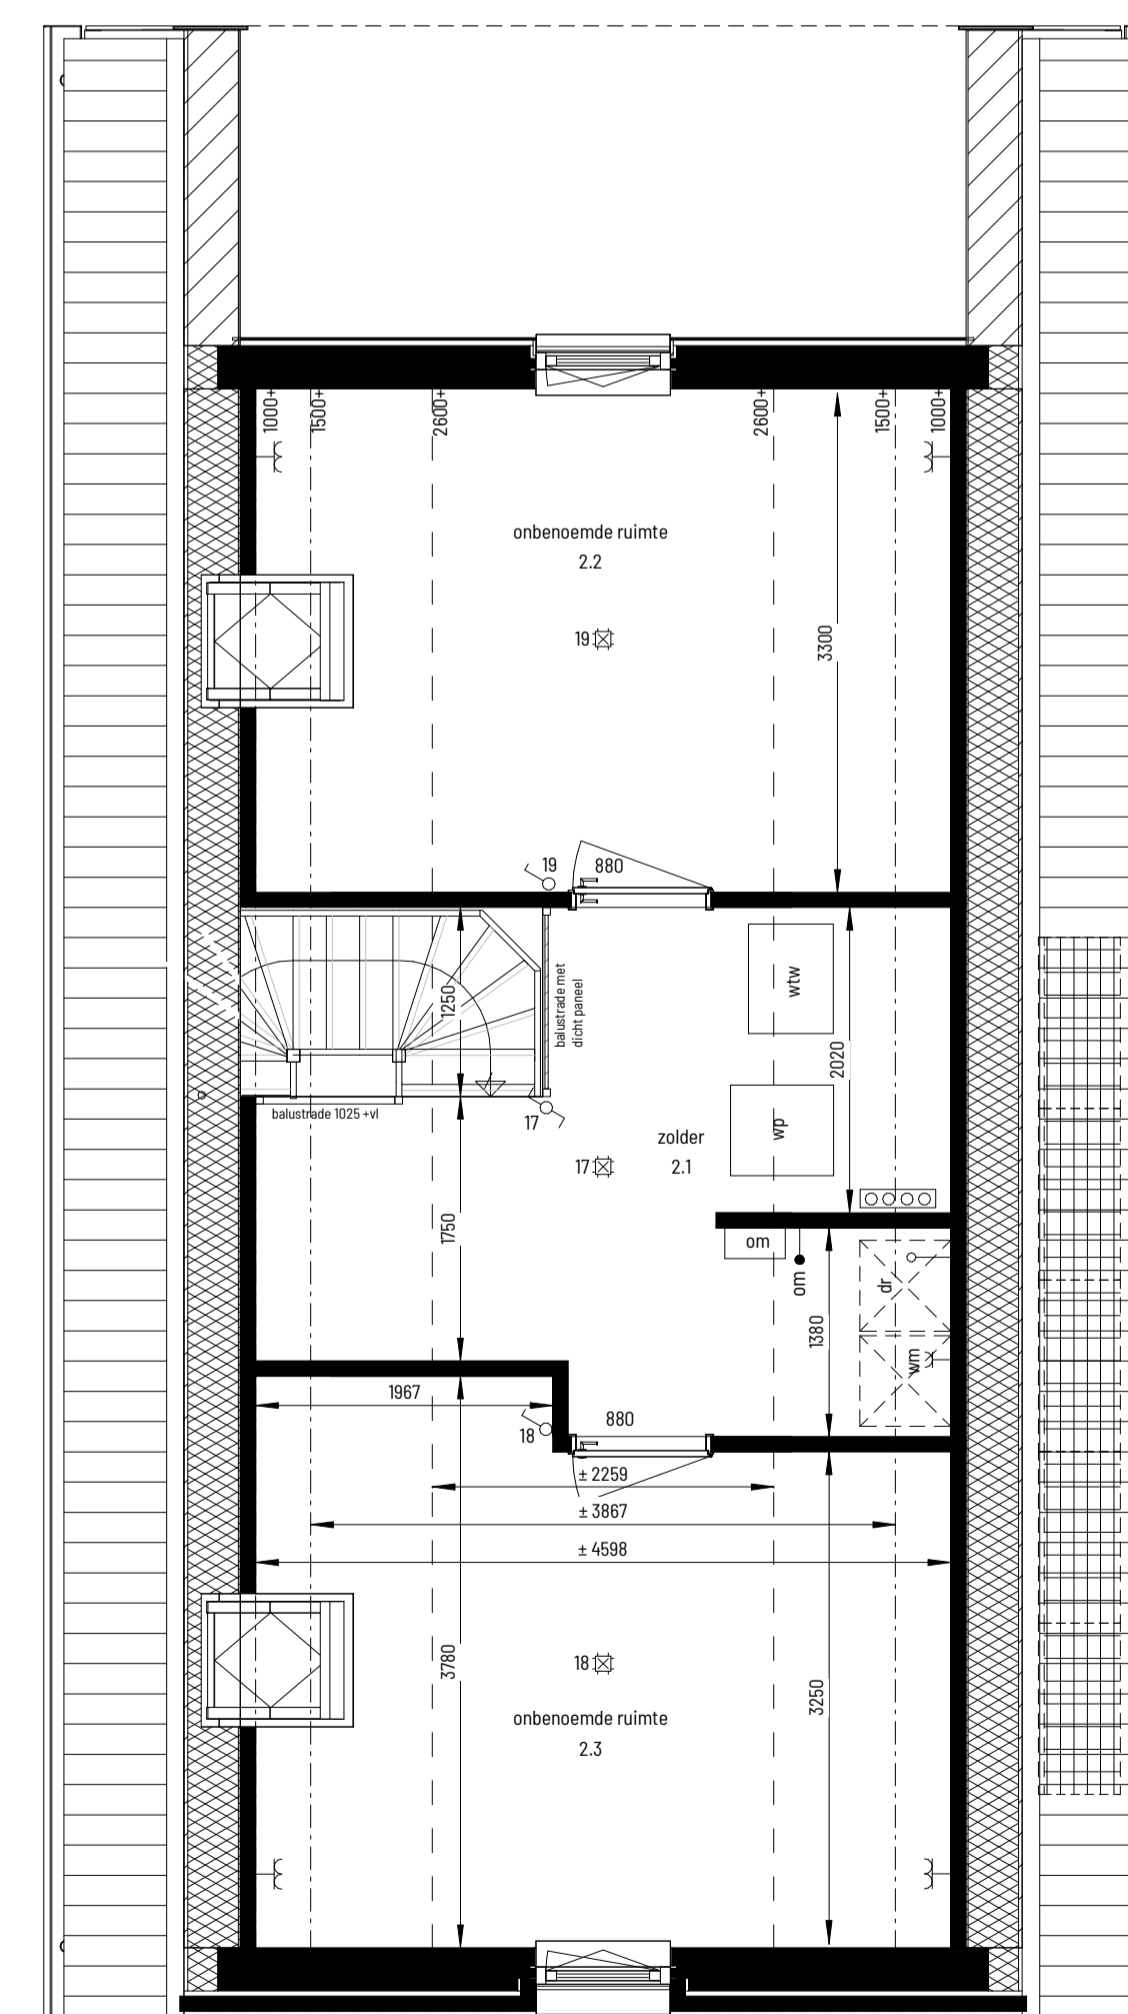 1000+
1500+
2600+
2600+
1500+
1000+
onbenoemde ruimte
2.2
19
3300
19
880
1250
balustrade met
dicht paneel
wtw
2020
balustrade 1025 +vl
17
wp
zolder
2.1
17
1750
om
om
dr
1380
wm
1967
18
880
± 2259
± 3867
± 4598
3780
18
3250
onbenoemde ruimte
2.3